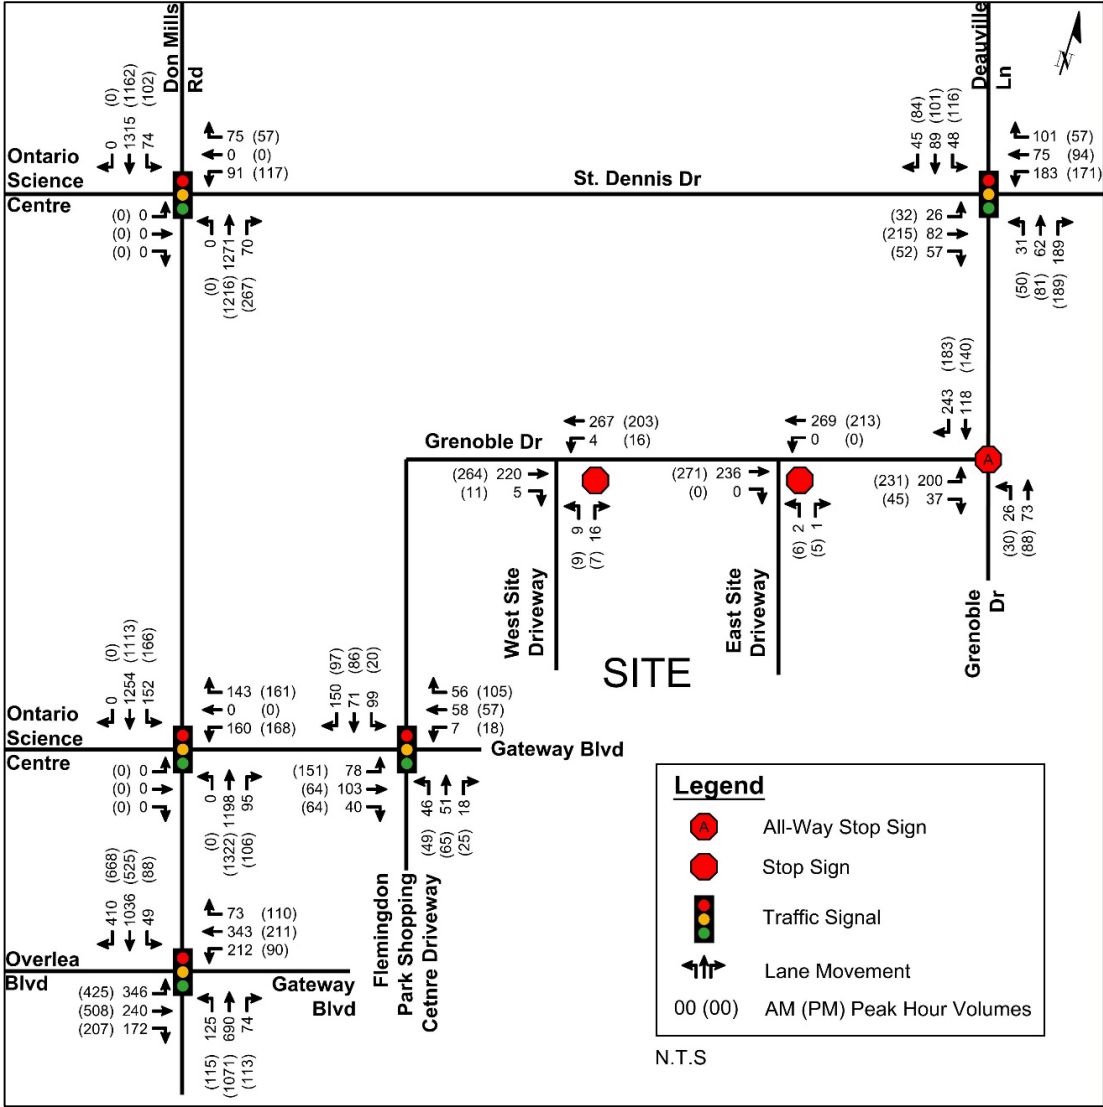 Don Mills
Rd
Deauville
Ln
N
(0)
(1162)
(102)
0
1315
74
75 (57)
0 (0)
91 (117)
Ontario
Science
Centre
St. Dennis Dr
(0) 0
(0) 0
(0) 0
0
1271
70
(0)
(1216)
(267)
45 (84)
89 (101)
48 (116)
101 (57)
75 (94)
183 (171)
(32) 26
(215) 82
(52) 57
31
62
189
(50)
(81)
(189)
(183)
(140)
243
118
Grenoble Dr
267 (203)
4 (16)
269 (213)
0 (0)
(264) 220
(11) 5
(271) 236
(0) 0
A
(231) 200
(45) 37
(9) 9
(7) 16
(6) 2
(5) 1
(30) 26
(88) 73
West Site
Driveway
East Site
Driveway
Grenoble
Dr
SITE
(0)
(1113)
(166)
0
1254
152
143 (161)
0 (0)
160 (168)
150 (97)
71 (86)
99 (20)
56 (105)
58 (57)
7 (18)
Ontario
Science
Centre
Gateway Blvd
(0) 0
(0) 0
(0) 0
0
1198
95
(0)
(1322)
(106)
(151) 78
(64) 103
(64) 40
46
51
18
(49)
(65)
(25)
Flemingdon
Park Shopping
Cetnre Driveway
410 (668)
1036 (525)
49 (88)
73 (110)
343 (211)
212 (90)
Overlea
Blvd
Gateway
Blvd
(425) 346
(508) 240
(207) 172
125
690
74
(115)
(1071)
(113)
Legend
A All-Way Stop Sign
Stop Sign
Traffic Signal
Lane Movement
00 (00) AM (PM) Peak Hour Volumes
N.T.S